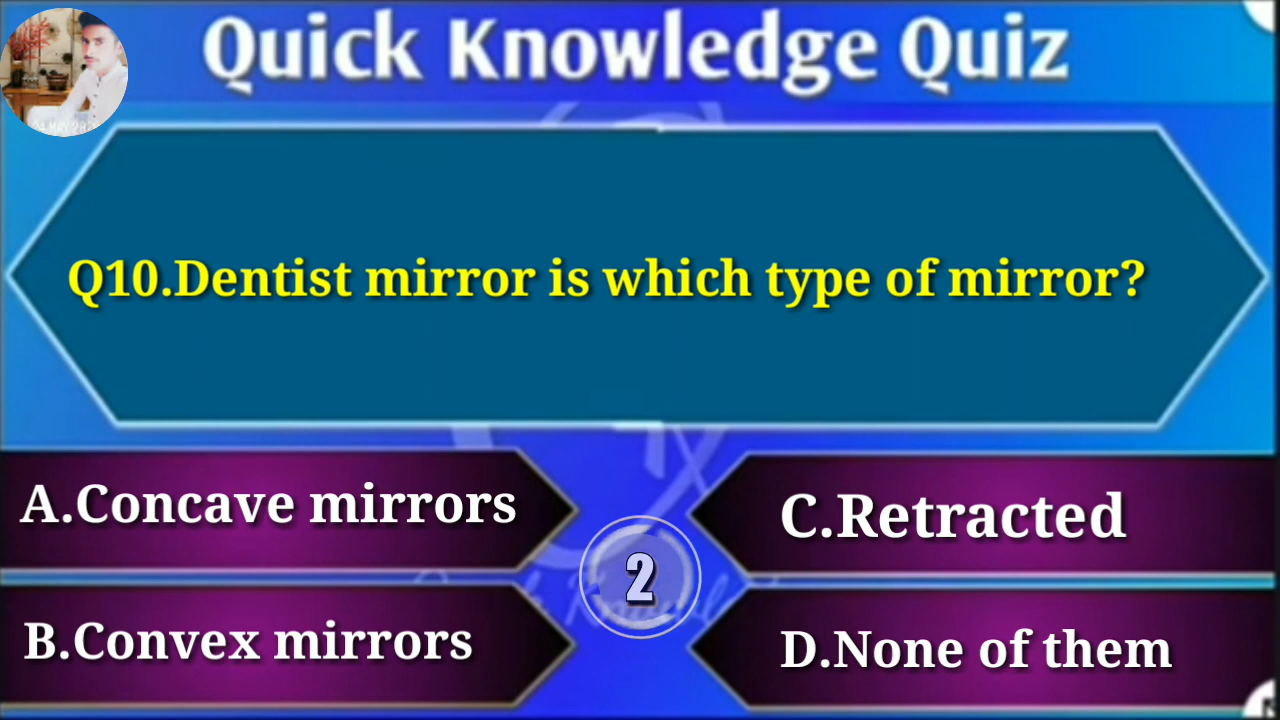 Quick Knowledge Quiz
Q10.Dentist mirror is which type of mirror?
A.Concave mirrors
C.Retracted
2
B.Convex mirrors
D.None of them